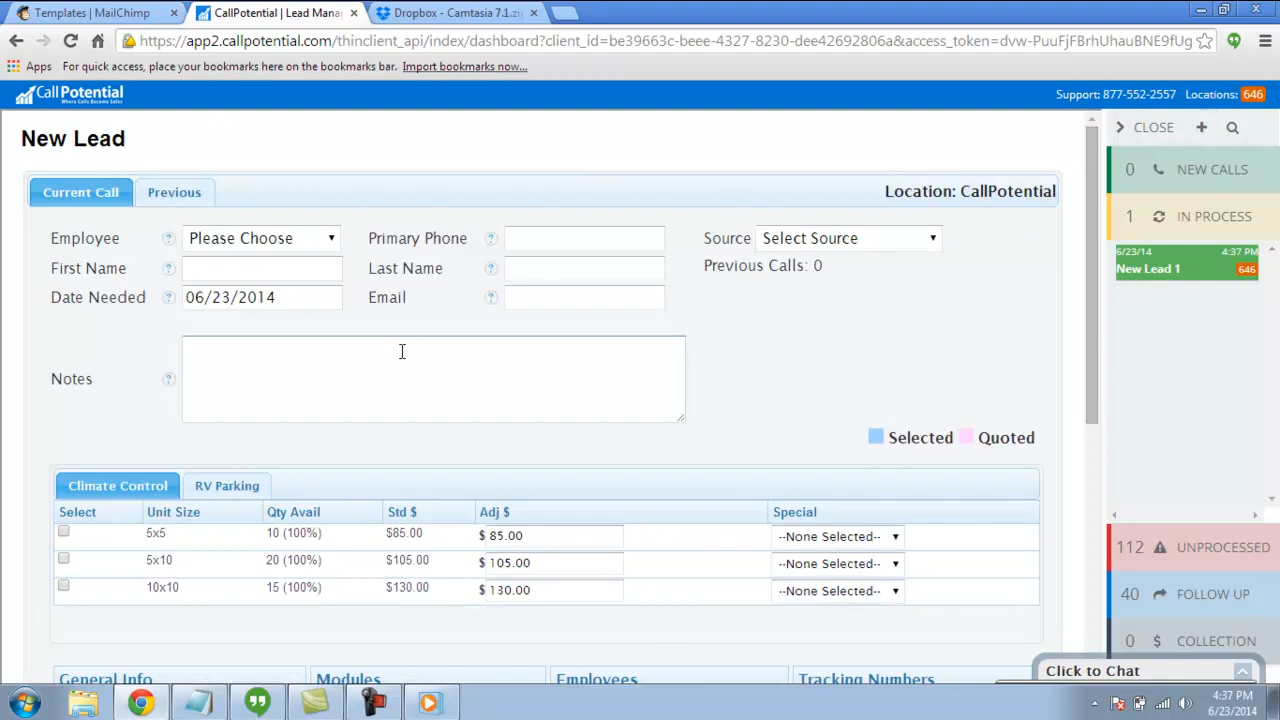 Templates | MailChimp
CallPotential | Lead Mana
Dropbox - Camtasia 7.1.zi
https://app2.callpotential.com/thinclient_api/index/dashboard?client_id=be39663c-beee-4327-8230-dee42692806a&access_token=dvw-PuuFjFBrhUhauBNE9fUg
Apps For quick access, place your bookmarks here on the bookmarks bar. Import bookmarks now...
CallPotential
Where Calls Become Sales
Support: 877-552-2557 Locations: 646
New Lead
CLOSE
Current Call Previous Location: CallPotential
0 NEW CALLS
1 IN PROCESS
Employee ? Please Choose Primary Phone ? Source Select Source
6/23/14 4:37 PM
New Lead 1 646
First Name ? Last Name ? Previous Calls: 0
Date Needed ? 06/23/2014 Email ?
Notes ?
Selected Quoted
Climate Control RV Parking
Select Unit Size Qty Avail Std $ Adj $ Special
5x5 10 (100%) $85.00 $ 85.00 --None Selected--
5x10 20 (100%) $105.00 $ 105.00 --None Selected--
10x10 15 (100%) $130.00 $ 130.00 --None Selected--
112 UNPROCESSED
40 FOLLOW UP
0 $ COLLECTION
General Info Modules Employees Tracking Numbers
Click to Chat
4:37 PM
6/23/2014